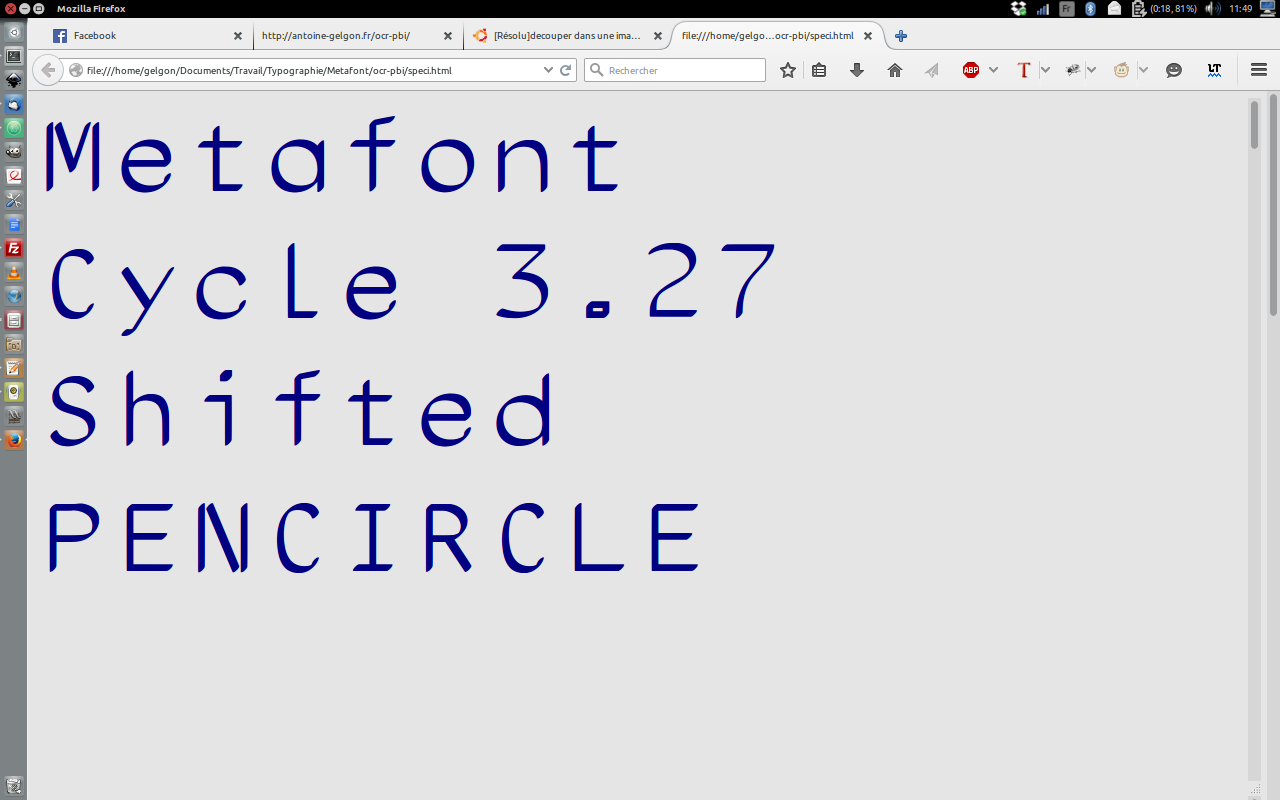 Mozilla Firefox
Fr
(0:18, 81%)
11:49
Facebook
http://antoine-gelgon.fr/ocr-pbi/
[Résolu]decouper dans une ima...
file:///home/gelgo...ocr-pbi/speci.html
file:///home/gelgon/Documents/Travail/Typographie/Metafont/ocr-pbi/speci.html
Rechercher
ABP
T
LT
Fz
Metafont
Cycle 3.27
Shifted
PENCIRCLE